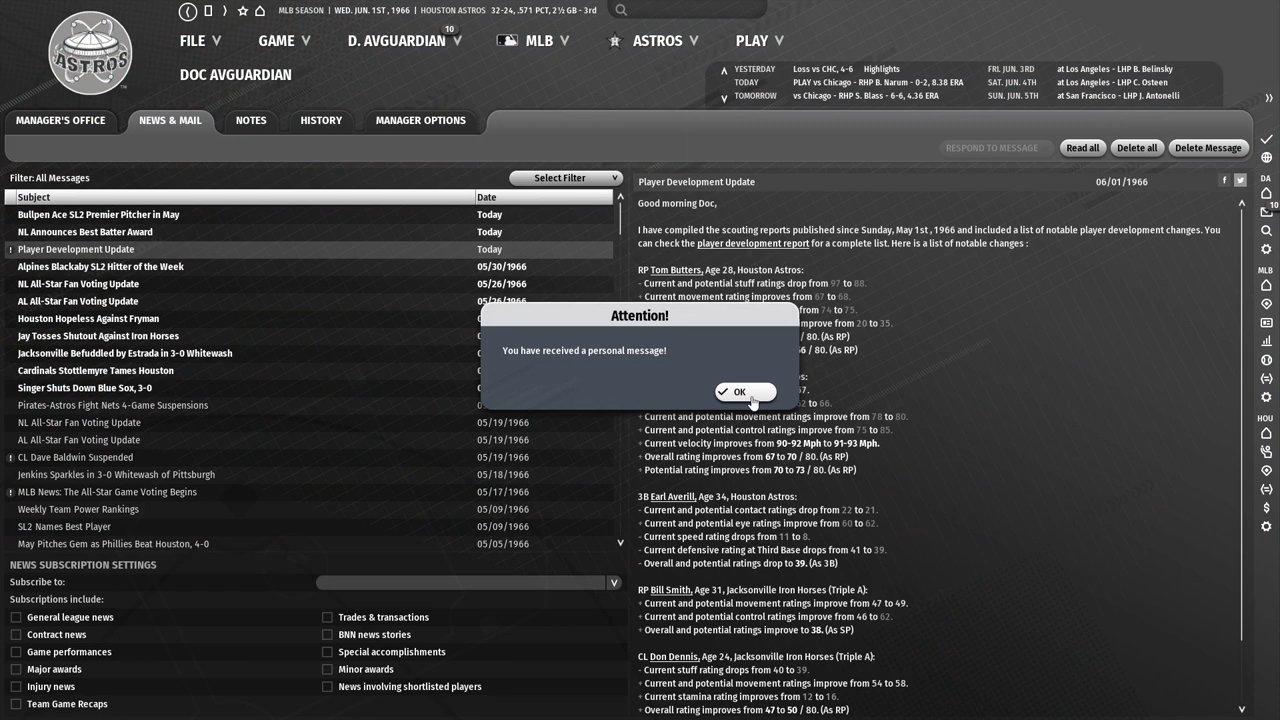 MLB SEASON | WED. JUN. 1ST , 1966 | HOUSTON ASTROS 32-24, .571 PCT, 2½ GB - 3rd
FILE GAME D. AVGUARDIAN 10 MLB ASTROS PLAY
ASTROS
DOC AVGUARDIAN
YESTERDAY Loss vs CHC, 4-6 Highlights FRI. JUN. 3RD at Los Angeles - LHP B. Belinsky
TODAY PLAY vs Chicago - RHP B. Narum - 0-2, 8.38 ERA SAT. JUN. 4TH at Los Angeles - LHP C. Osteen
TOMORROW vs Chicago - RHP S. Blass - 6-6, 4.36 ERA SUN. JUN. 5TH at San Francisco - LHP J. Antonelli
MANAGER'S OFFICE NEWS & MAIL NOTES HISTORY MANAGER OPTIONS
RESPOND TO MESSAGE Read all Delete all Delete Message
Filter: All Messages Select Filter
Subject Date
Bullpen Ace SL2 Premier Pitcher in May Today
NL Announces Best Batter Award Today
! Player Development Update Today
Alpines Blackaby SL2 Hitter of the Week 05/30/1966
NL All-Star Fan Voting Update 05/26/1966
AL All-Star Fan Voting Update 05/26/1966
Houston Hopeless Against Fryman
Jay Tosses Shutout Against Iron Horses
Jacksonville Befuddled by Estrada in 3-0 Whitewash
Cardinals Stottlemyre Tames Houston
Singer Shuts Down Blue Sox, 3-0
Pirates-Astros Fight Nets 4-Game Suspensions
NL All-Star Fan Voting Update 05/19/1966
AL All-Star Fan Voting Update 05/19/1966
! CL Dave Baldwin Suspended 05/19/1966
Jenkins Sparkles in 3-0 Whitewash of Pittsburgh 05/18/1966
! MLB News: The All-Star Game Voting Begins 05/17/1966
Weekly Team Power Rankings 05/09/1966
SL2 Names Best Player 05/09/1966
May Pitches Gem as Phillies Beat Houston, 4-0 05/05/1966
NEWS SUBSCRIPTION SETTINGS
Subscribe to:
Subscriptions include:
General league news Trades & transactions
Contract news BNN news stories
Game performances Special accomplishments
Major awards Minor awards
Injury news News involving shortlisted players
Team Game Recaps
Player Development Update 06/01/1966
Good morning Doc,
I have compiled the scouting reports published since Sunday, May 1st , 1966 and included a list of notable player development changes. You
can check the player development report for a complete list. Here is a list of notable changes :
RP Tom Butters, Age 28, Houston Astros:
- Current and potential stuff ratings drop from 97 to 88.
+ Current movement rating improves from 67 to 68.
from 74 to 75.
improve from 20 to 35.
/ 80. (As RP)
/ 80. (As RP)
Attention!
You have received a personal message!
OK
to 66.
+ Current and potential movement ratings improve from 78 to 80.
+ Current and potential control ratings improve from 75 to 85.
+ Current velocity improves from 90-92 Mph to 91-93 Mph.
+ Overall rating improves from 67 to 70 / 80. (As RP)
+ Potential rating improves from 70 to 73 / 80. (As RP)
3B Earl Averill, Age 34, Houston Astros:
- Current and potential contact ratings drop from 22 to 21.
+ Current and potential eye ratings improve from 60 to 62.
- Current speed rating drops from 11 to 8.
- Current defensive rating at Third Base drops from 41 to 39.
- Overall and potential ratings drop to 39. (As 3B)
RP Bill Smith, Age 31, Jacksonville Iron Horses (Triple A):
+ Current and potential movement ratings improve from 47 to 49.
+ Current and potential control ratings improve from 46 to 62.
+ Overall and potential ratings improve to 38. (As SP)
CL Don Dennis, Age 24, Jacksonville Iron Horses (Triple A):
- Current stuff rating drops from 40 to 39.
+ Current and potential movement ratings improve from 54 to 58.
+ Current stamina rating improves from 12 to 16.
+ Overall rating improves from 47 to 50 / 80. (As RP)
DA
10
MLB
HOU